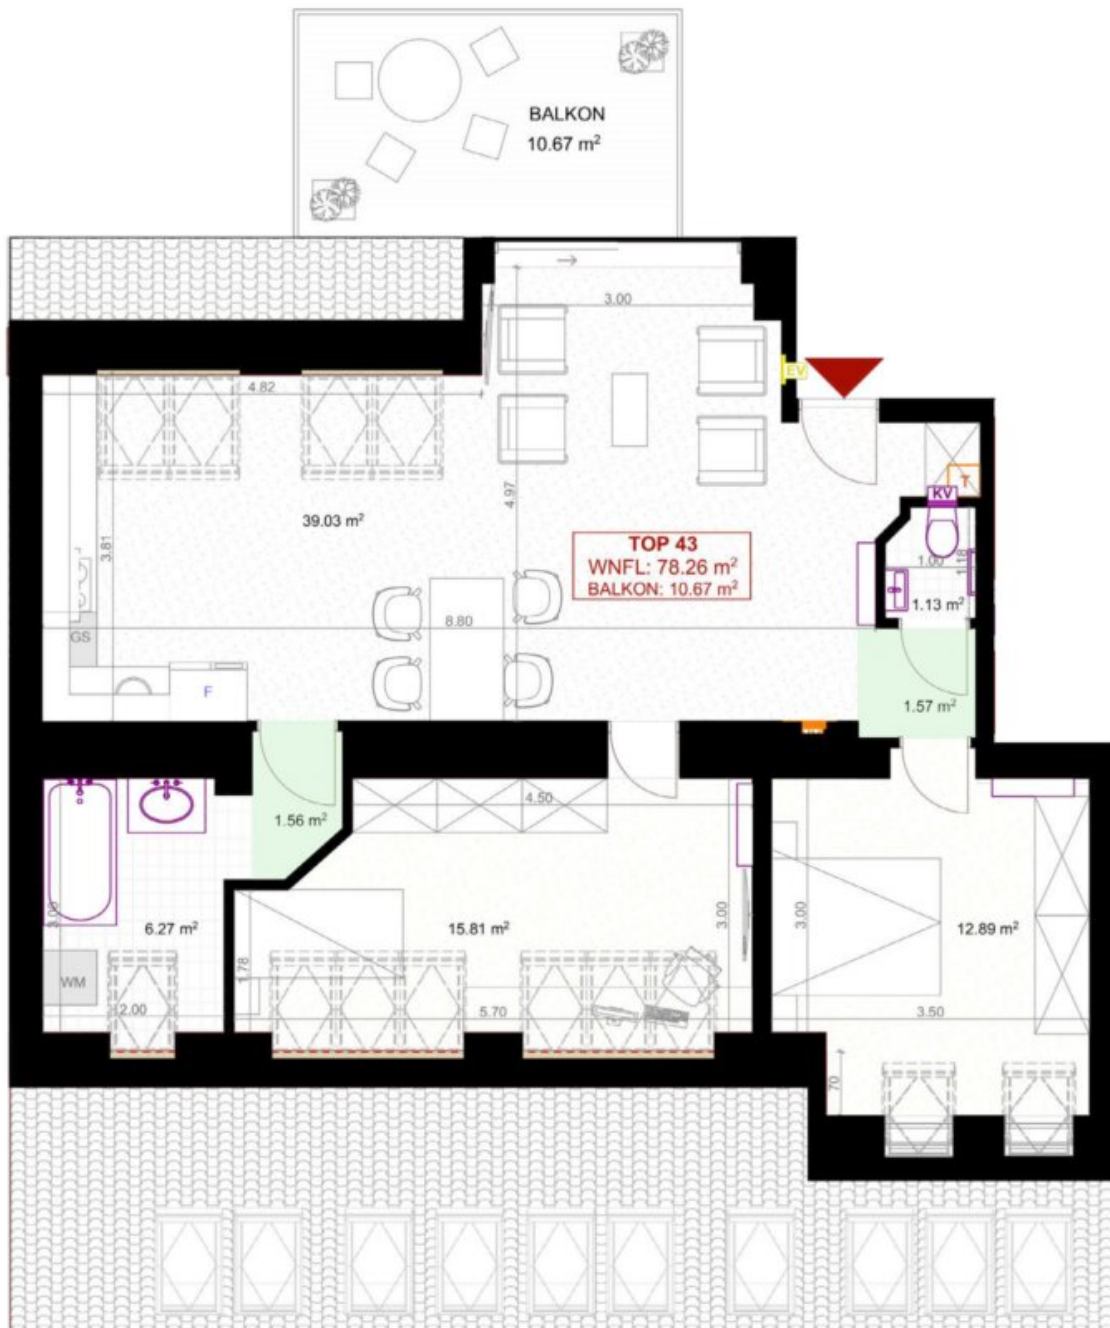 BALKON
10.67 m²
3.00
EV
4.82
T
KV
4.97
39.03 m²
3.81
TOP 43
WNFL: 78.26 m²
BALKON: 10.67 m²
1.00
1.18
1.13 m²
8.80
GS
F
1.57 m²
4.50
1.56 m²
3.00
6.27 m²
15.81 m²
3.00
3.00
12.89 m²
WM
1.78
2.00
5.70
3.50
70